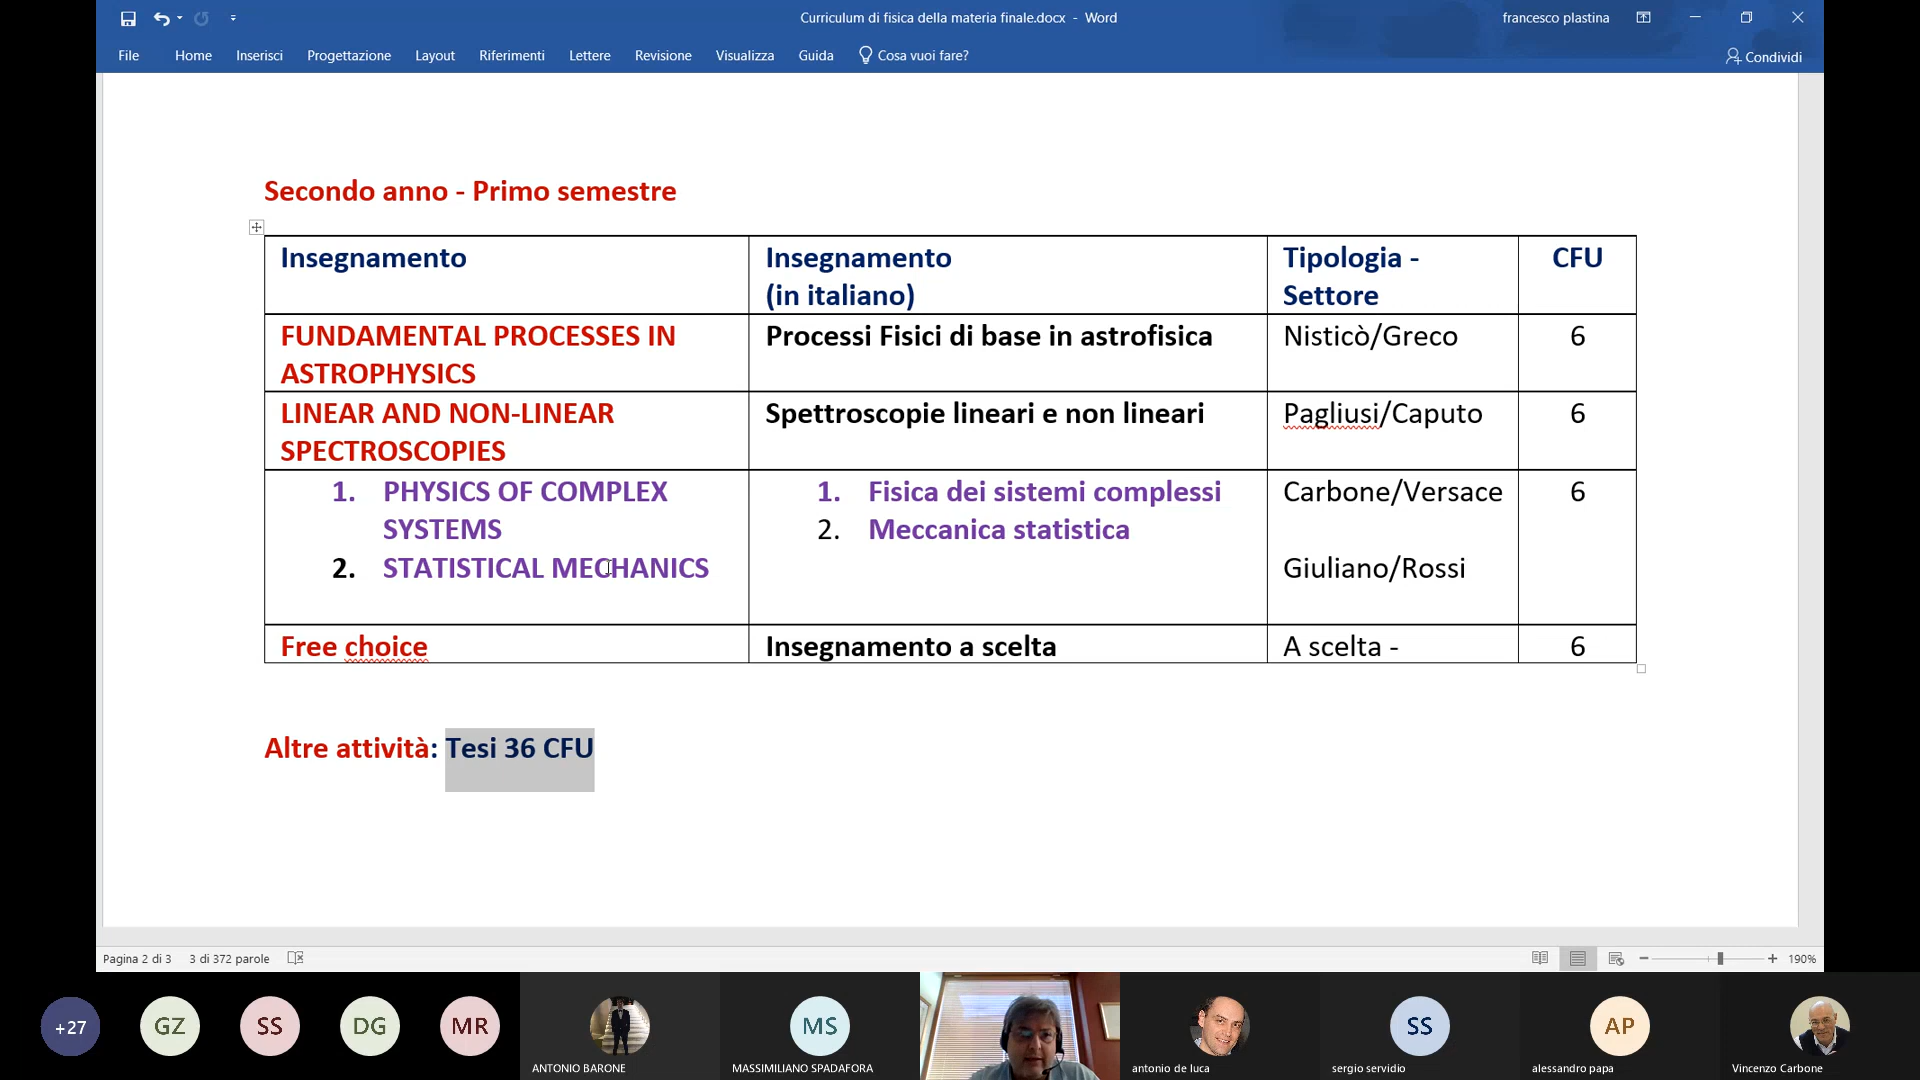 Curriculum di fisica della materia finale.docx - Word
francesco plastina
File Home Inserisci Progettazione Layout Riferimenti Lettere Revisione Visualizza Guida Cosa vuoi fare? Condividi
Secondo anno - Primo semestre
Insegnamento
Insegnamento
(in italiano)
Tipologia -
Settore
CFU
FUNDAMENTAL PROCESSES IN
ASTROPHYSICS
Processi Fisici di base in astrofisica
Nisticò/Greco
6
LINEAR AND NON-LINEAR
SPECTROSCOPIES
Spettroscopie lineari e non lineari
Pagliusi/Caputo
6
1. PHYSICS OF COMPLEX
SYSTEMS
2. STATISTICAL MECHANICS
1. Fisica dei sistemi complessi
2. Meccanica statistica
Carbone/Versace
Giuliano/Rossi
6
Free choice
Insegnamento a scelta
A scelta -
6
Altre attività: Tesi 36 CFU
Pagina 2 di 3 3 di 372 parole
190%
+27
GZ
SS
DG
MR
ANTONIO BARONE
MS
MASSIMILIANO SPADAFORA
antonio de luca
SS
sergio servidio
AP
alessandro papa
Vincenzo Carbone